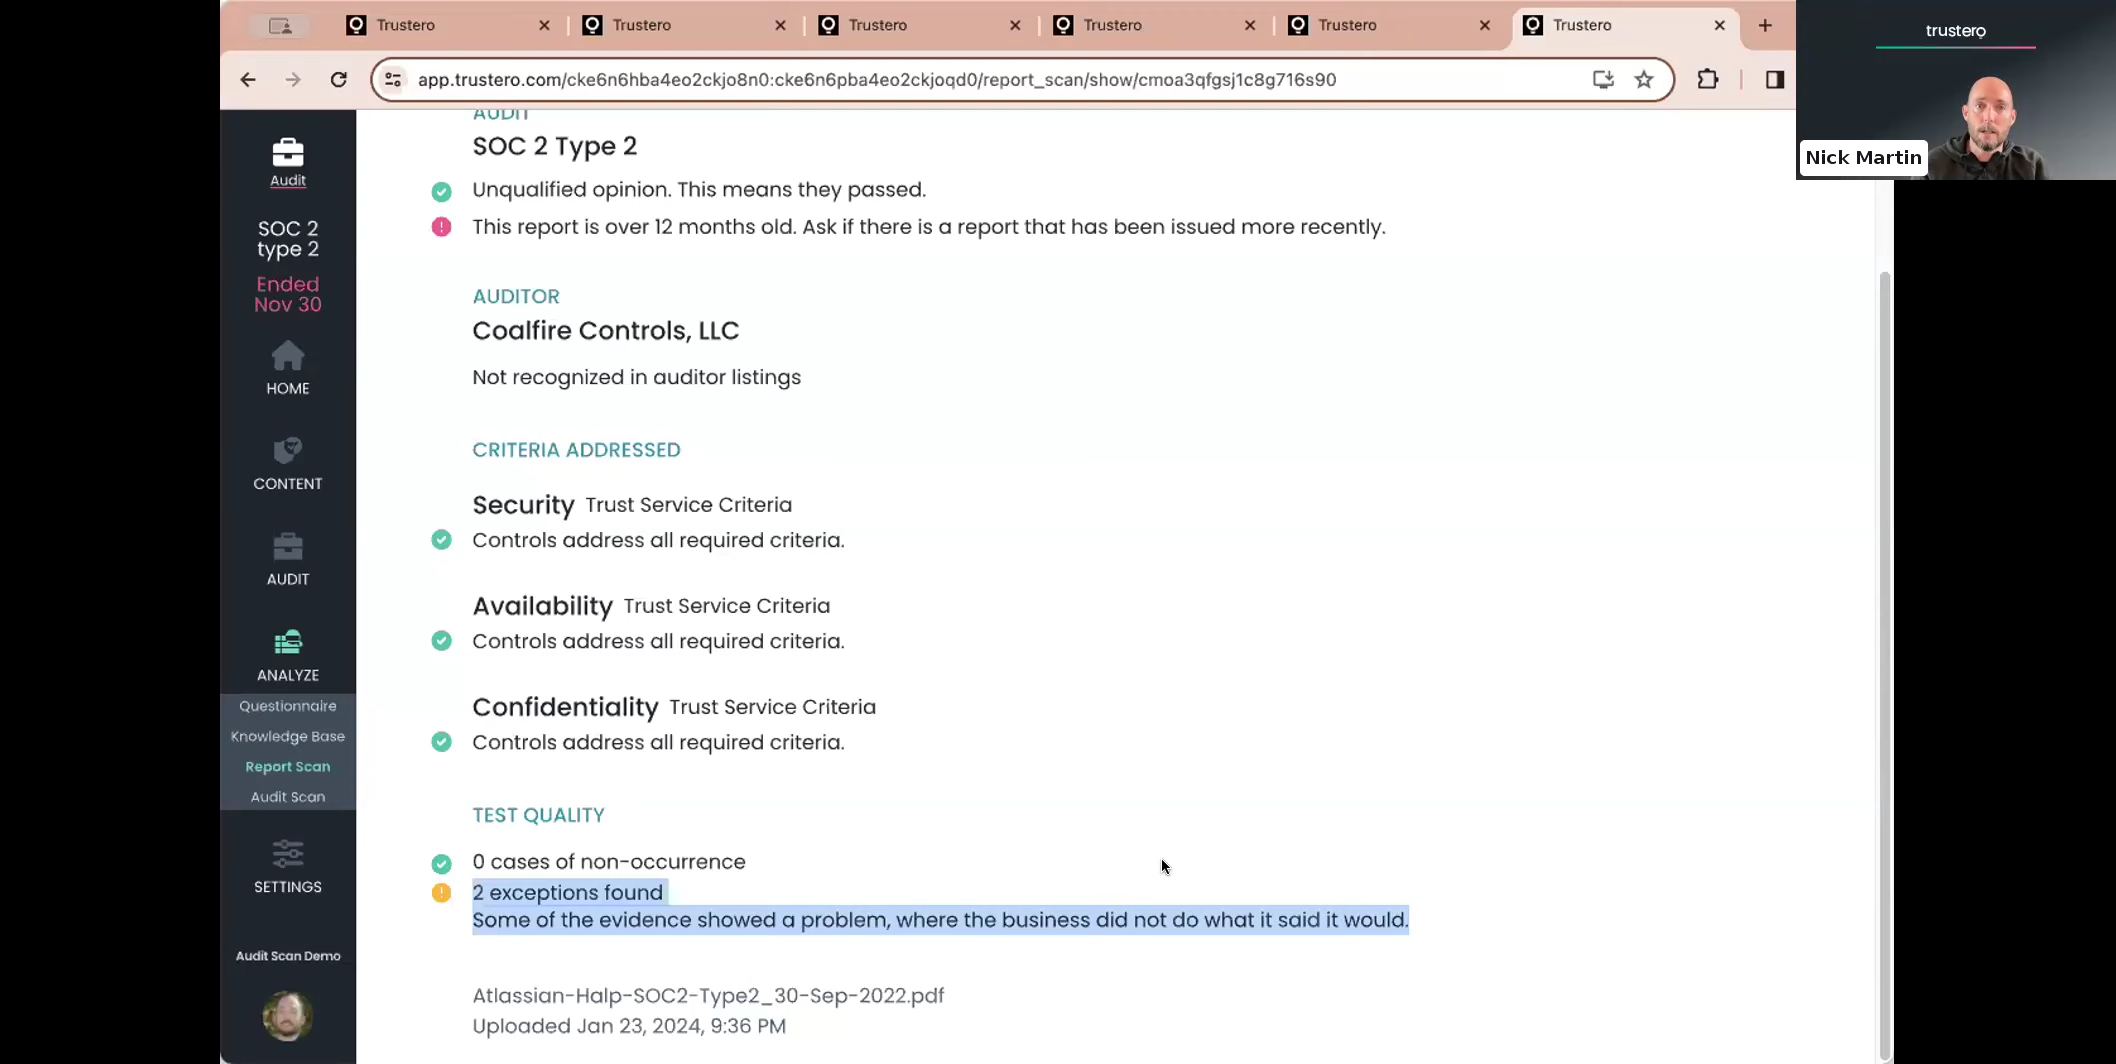 Trustero
Trustero
Trustero
Trustero
Trustero
Trustero
app.trustero.com/cke6n6hba4eo2ckjo8n0:cke6n6pba4eo2ckjoqd0/report_scan/show/cmoa3qfgsj1c8g716s90
trustero
Nick Martin
Audit
SOC 2
type 2
Ended
Nov 30
HOME
CONTENT
AUDIT
ANALYZE
Questionnaire
Knowledge Base
Report Scan
Audit Scan
SETTINGS
Audit Scan Demo
AUDIT
SOC 2 Type 2
Unqualified opinion. This means they passed.
This report is over 12 months old. Ask if there is a report that has been issued more recently.
AUDITOR
Coalfire Controls, LLC
Not recognized in auditor listings
CRITERIA ADDRESSED
Security Trust Service Criteria
Controls address all required criteria.
Availability Trust Service Criteria
Controls address all required criteria.
Confidentiality Trust Service Criteria
Controls address all required criteria.
TEST QUALITY
0 cases of non-occurrence
2 exceptions found
Some of the evidence showed a problem, where the business did not do what it said it would.
Atlassian-Halp-SOC2-Type2_30-Sep-2022.pdf
Uploaded Jan 23, 2024, 9:36 PM